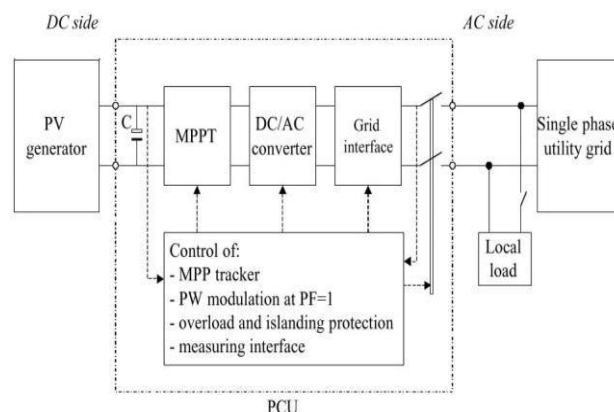 DC side
AC side
PV
generator
C
MPPT
DC/AC
converter
Grid
interface
Single phase
utility grid
Local
load
Control of:
- MPP tracker
- PW modulation at PF=1
- overload and islanding protection
- measuring interface
PCU